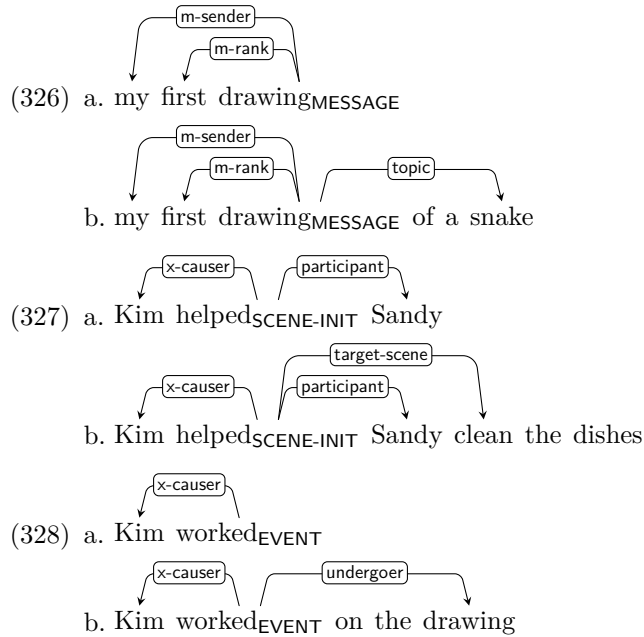 m-sender
m-rank
(326) a. my first drawingMESSAGE
m-sender
m-rank topic
b. my first drawingMESSAGE of a snake
x-causer participant
(327) a. Kim helpedSCENE-INIT Sandy
target-scene
x-causer participant
b. Kim helpedSCENE-INIT Sandy clean the dishes
x-causer
(328) a. Kim workedEVENT
x-causer undergoer
b. Kim workedEVENT on the drawing